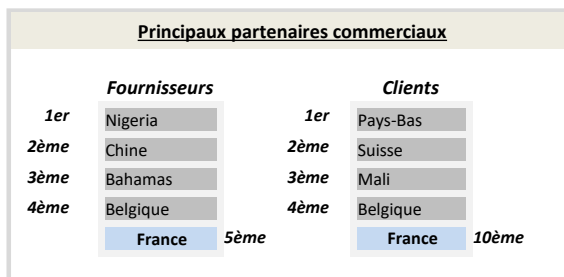 Principaux partenaires commerciaux
Fournisseurs Clients
1er Nigeria 1er Pays-Bas
2ème Chine 2ème Suisse
3ème Bahamas 3ème Mali
4ème Belgique 4ème Belgique
France 5ème France 10ème